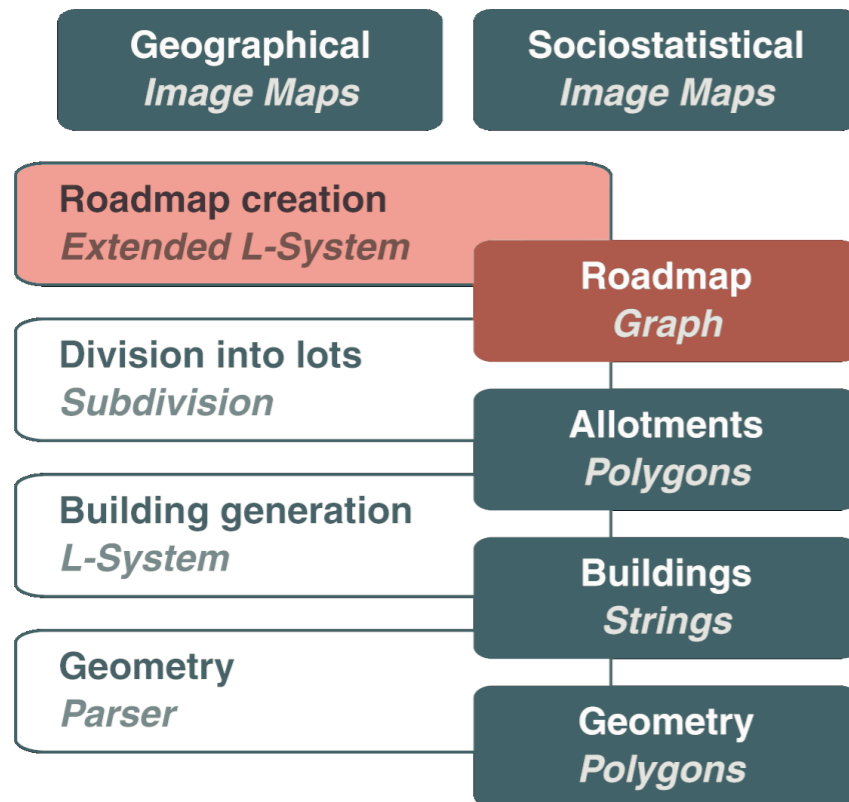 Geographical
Image Maps
Sociostatistical
Image Maps
Roadmap creation
Extended L-System
Roadmap
Graph
Division into lots
Subdivision
Allotments
Polygons
Building generation
L-System
Buildings
Strings
Geometry
Parser
Geometry
Polygons